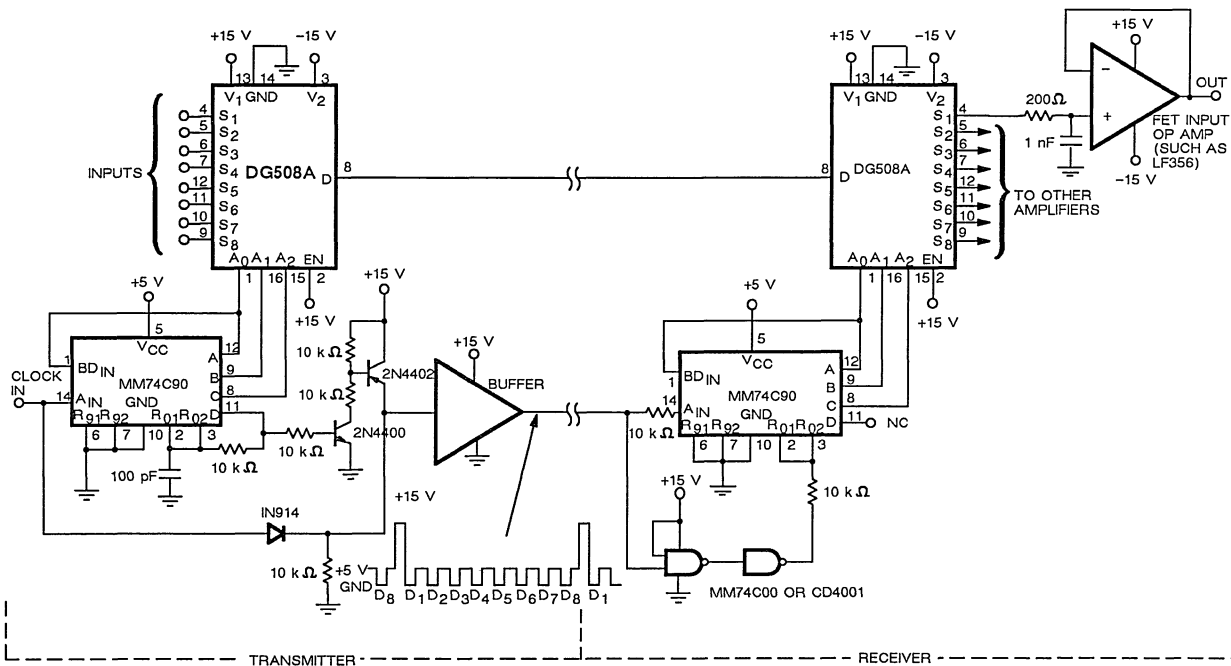 +15 V −15 V
13 14 3
V1 GND V2
INPUTS
4 S1
5 S2
6 S3
7 S4
12 S5
11 S6
10 S7
9 S8
DG508A D 8
A0 A1 A2 EN
1 16 15 2
+15 V
+5 V
5
VCC
1 BD IN
CLOCK IN
14 A IN
MM74C90
GND
A 12
B 9
C 8
D 11
R91 R92 R01 R02
6 7 10 2 3
100 pF
10 kΩ
10 kΩ
+15 V
10 kΩ
10 kΩ
2N4402
2N4400
+15 V
BUFFER
IN914
10 kΩ
+15 V
+5 V
GND
D8 D1 D2 D3 D4 D5 D6 D7 D8 D1
TRANSMITTER
+15 V −15 V
13 14 3
V1 GND V2
8 D DG508A
S1 4
S2 5
S3 6
S4 7
S5 12
S6 11
S7 10
S8 9
A0 A1 A2 EN
1 16 15 2
+15 V
TO OTHER
AMPLIFIERS
200Ω
1 nF
+15 V
−
+
−15 V
OUT
FET INPUT
OP AMP
(SUCH AS
LF356)
+5 V
5
VCC
1 BD IN
14 A IN
10 kΩ
MM74C90
GND
A 12
B 9
C 8
D 11
NC
R91 R92 R01 R02
6 7 10 2 3
10 kΩ
+15 V
MM74C00 OR CD4001
RECEIVER